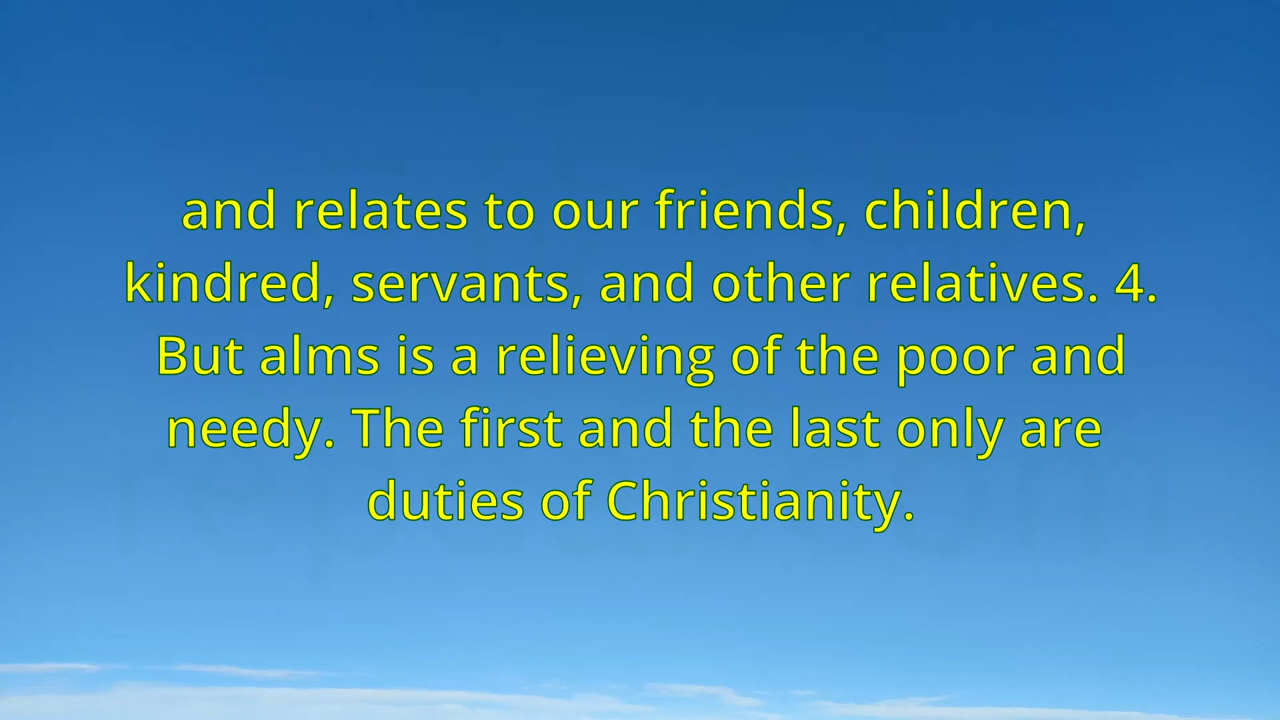 and relates to our friends, children,
kindred, servants, and other relatives. 4.
But alms is a relieving of the poor and
needy. The first and the last only are
duties of Christianity.